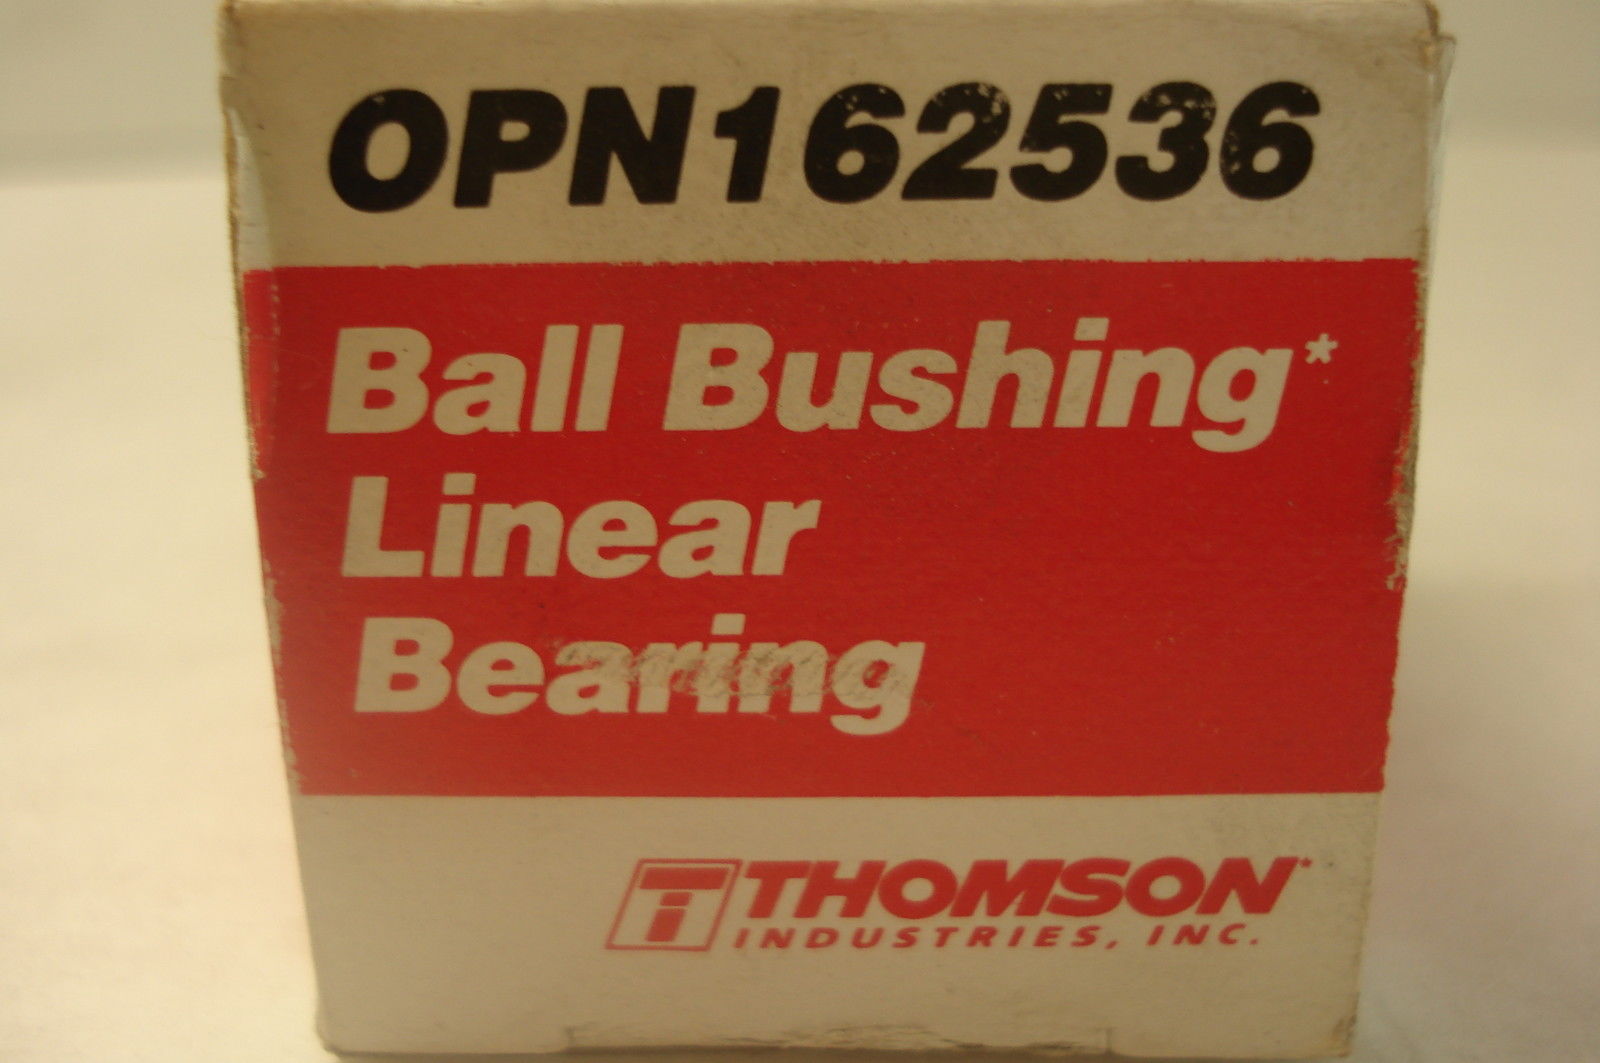 OPN162536
Ball Bushing*
Linear
Bearing
THOMSON*
INDUSTRIES, INC.